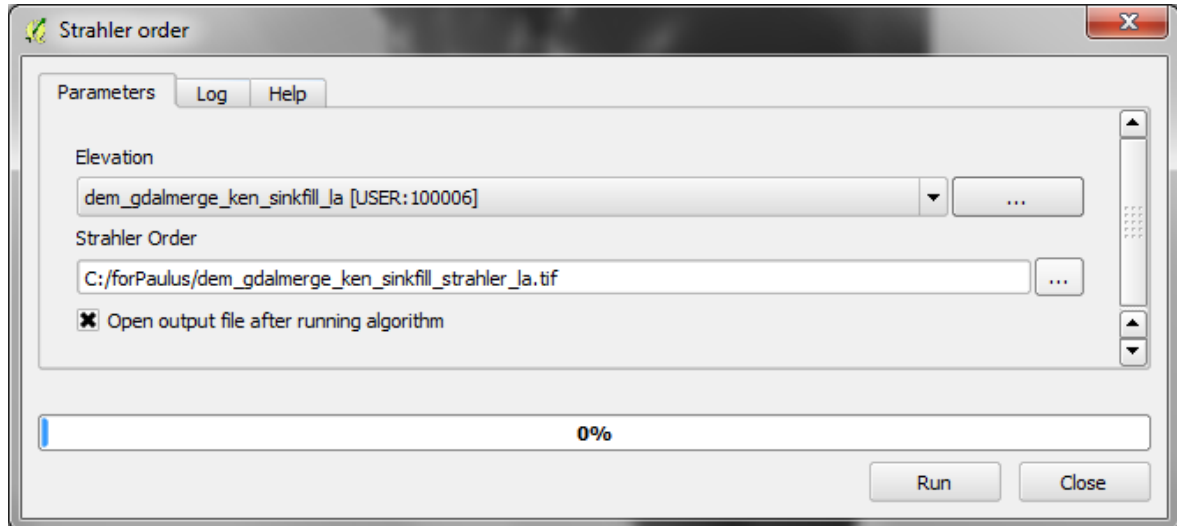 Strahler order
Parameters Log Help
Elevation
dem_gdalmerge_ken_sinkfill_la [USER:100006] ...
Strahler Order
C:/forPaulus/dem_gdalmerge_ken_sinkfill_strahler_la.tif ...
Open output file after running algorithm
0%
Run Close